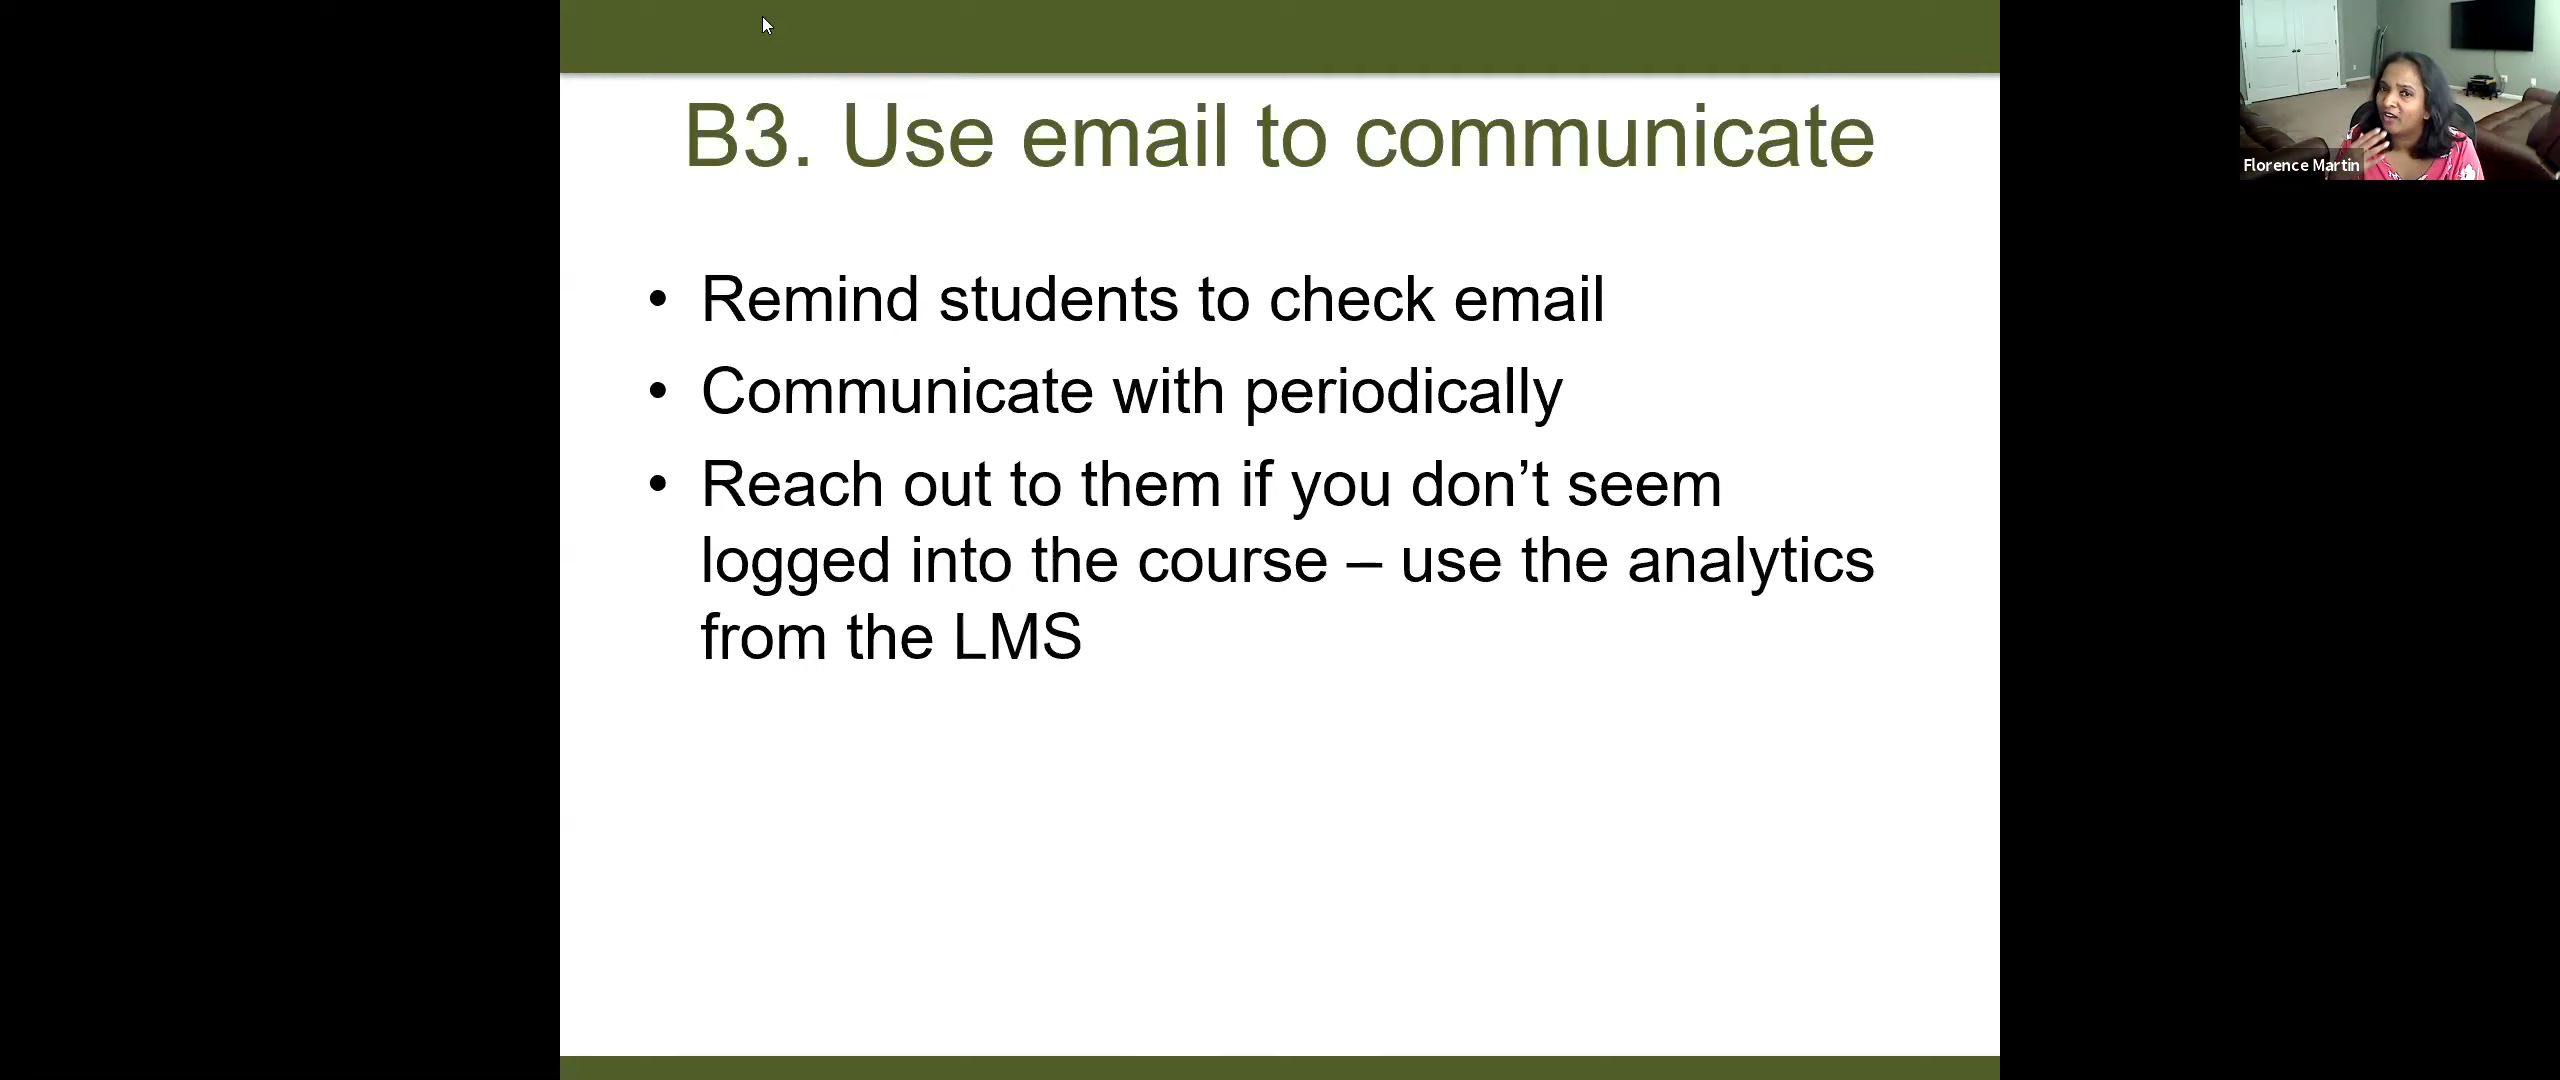 B3. Use email to communicate
• Remind students to check email
• Communicate with periodically
• Reach out to them if you don’t seem
logged into the course – use the analytics
from the LMS
Florence Martin